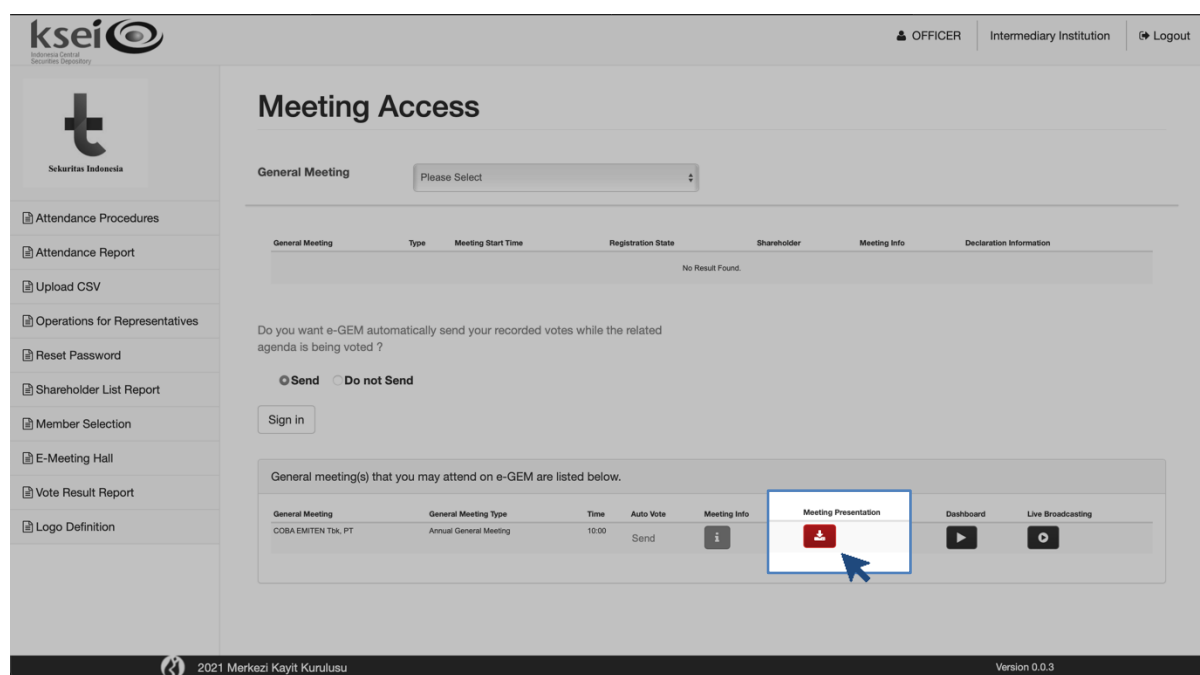 ksei
Indonesia Central
Securities Depository
OFFICER Intermediary Institution Logout
t
Sekuritas Indonesia
Attendance Procedures
Attendance Report
Upload CSV
Operations for Representatives
Reset Password
Shareholder List Report
Member Selection
E-Meeting Hall
Vote Result Report
Logo Definition
Meeting Access
General Meeting Please Select
General Meeting Type Meeting Start Time Registration State Shareholder Meeting Info Declaration Information
No Result Found.
Do you want e-GEM automatically send your recorded votes while the related
agenda is being voted ?
Send Do not Send
Sign in
General meeting(s) that you may attend on e-GEM are listed below.
General Meeting General Meeting Type Time Auto Vote Meeting Info Meeting Presentation Dashboard Live Broadcasting
COBA EMITEN Tbk, PT Annual General Meeting 10:00 Send i
2021 Merkezi Kayit Kurulusu Version 0.0.3